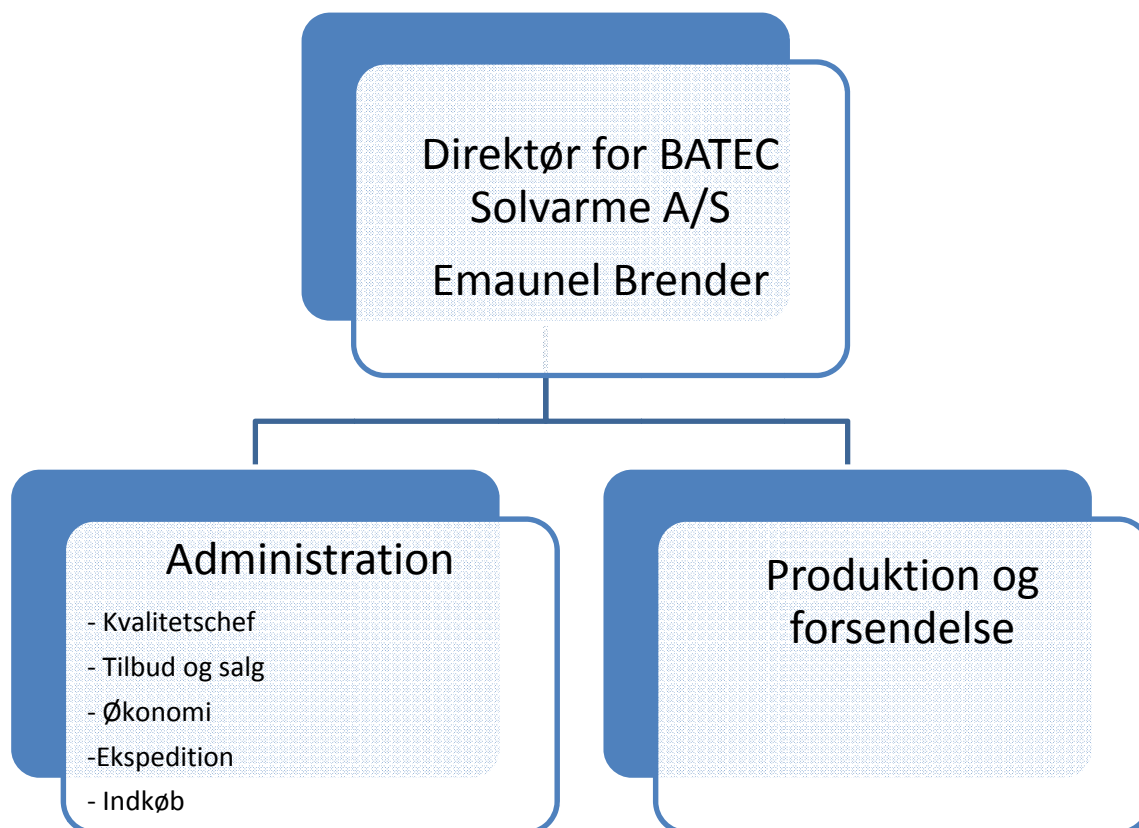 Direktør for BATEC
Solvarme A/S
Emaunel Brender
Administration
- Kvalitetschef
- Tilbud og salg
- Økonomi
-Ekspedition
- Indkøb
Produktion og
forsendelse